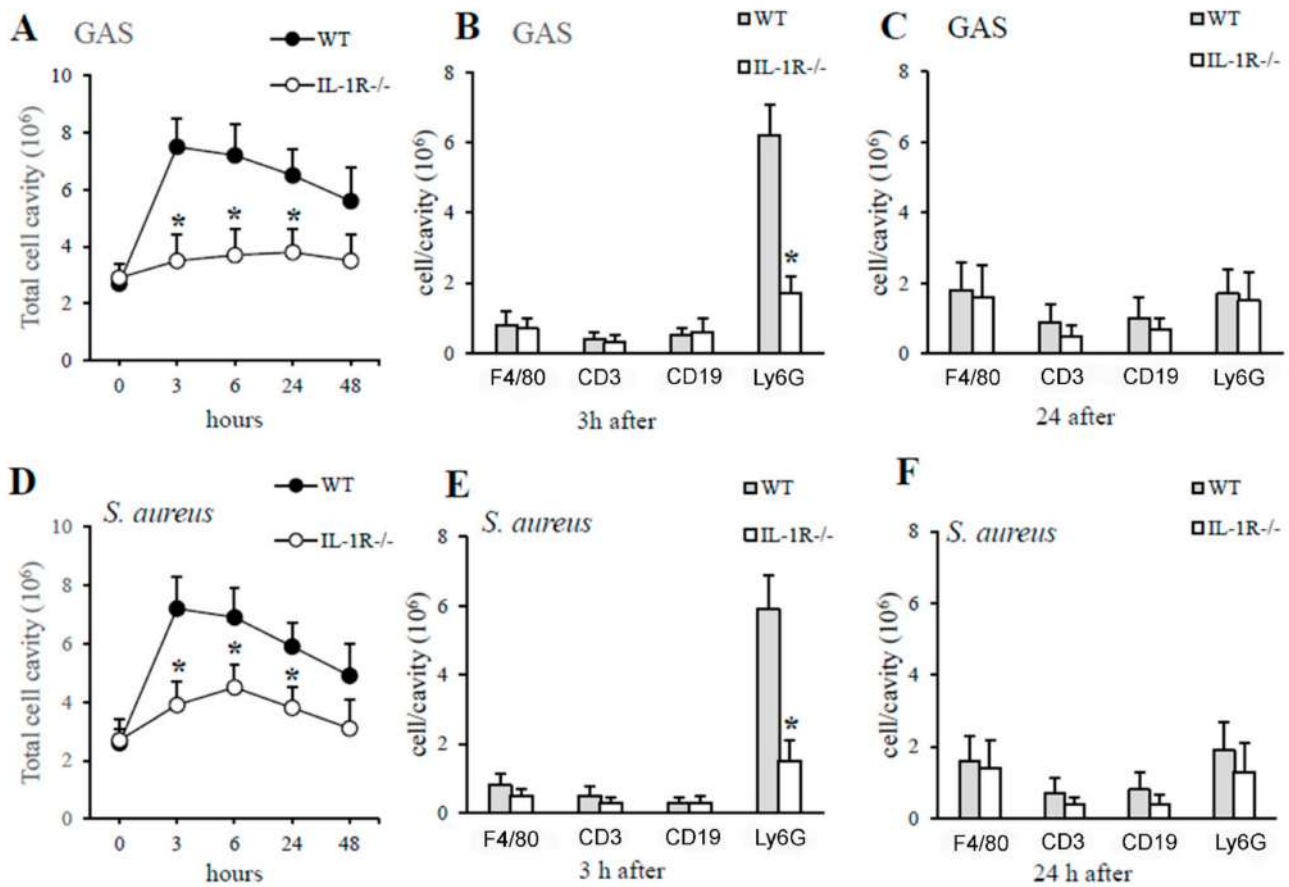 A GAS
WT
IL-1R-/-
Total cell cavity (10⁶)
10
8
6
4
2
0
* * *
0 3 6 24 48
hours
B GAS
WT
IL-1R-/-
cell/cavity (10⁶)
8
6
4
2
0
*
F4/80 CD3 CD19 Ly6G
3h after
C GAS
WT
IL-1R-/-
cell/cavity (10⁶)
8
6
4
2
0
F4/80 CD3 CD19 Ly6G
24 after
D S. aureus
WT
IL-1R-/-
Total cell cavity (10⁶)
10
8
6
4
2
0
* * *
0 3 6 24 48
hours
E S. aureus
WT
IL-1R-/-
cell/cavity (10⁶)
8
6
4
2
0
*
F4/80 CD3 CD19 Ly6G
3 h after
F S. aureus
WT
IL-1R-/-
cell/cavity (10⁶)
8
6
4
2
0
F4/80 CD3 CD19 Ly6G
24 h after